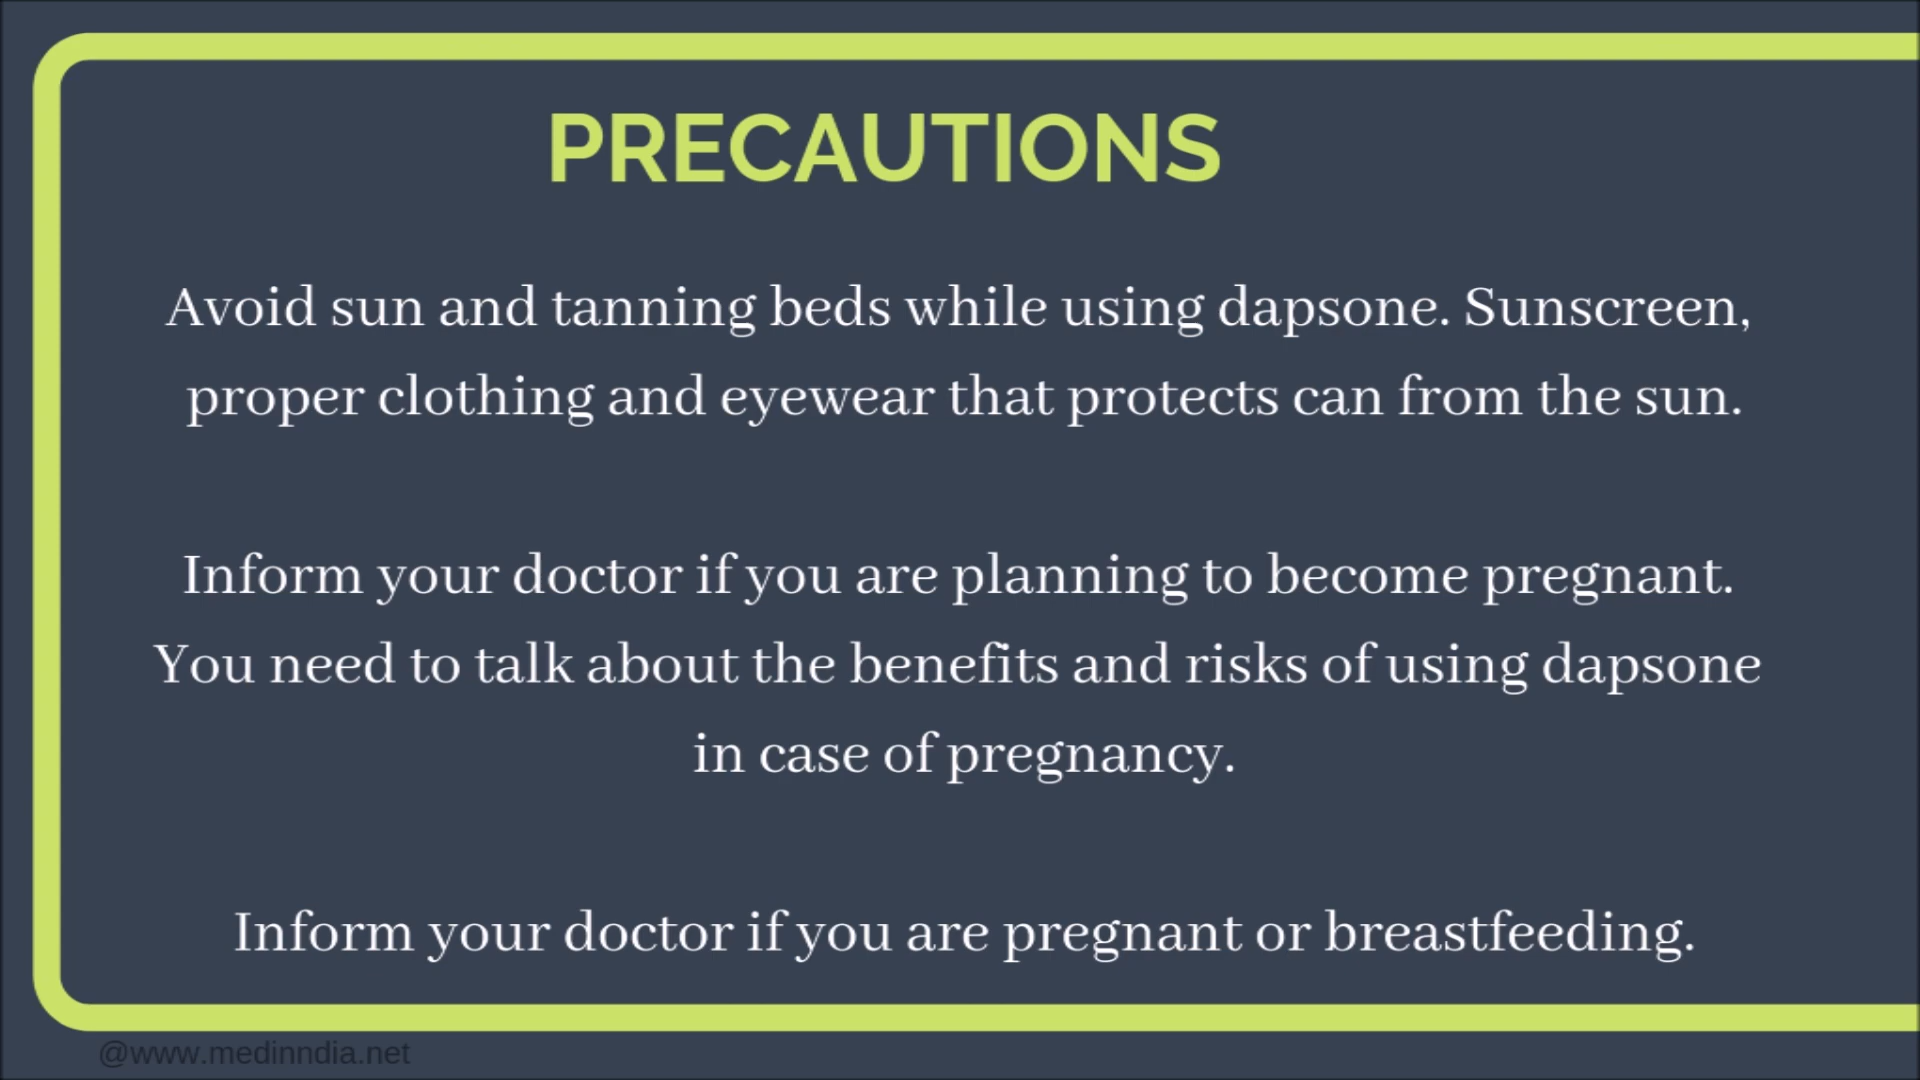 PRECAUTIONS
Avoid sun and tanning beds while using dapsone. Sunscreen,
proper clothing and eyewear that protects can from the sun.
Inform your doctor if you are planning to become pregnant.
You need to talk about the benefits and risks of using dapsone
in case of pregnancy.
Inform your doctor if you are pregnant or breastfeeding.
@www.medinndia.net